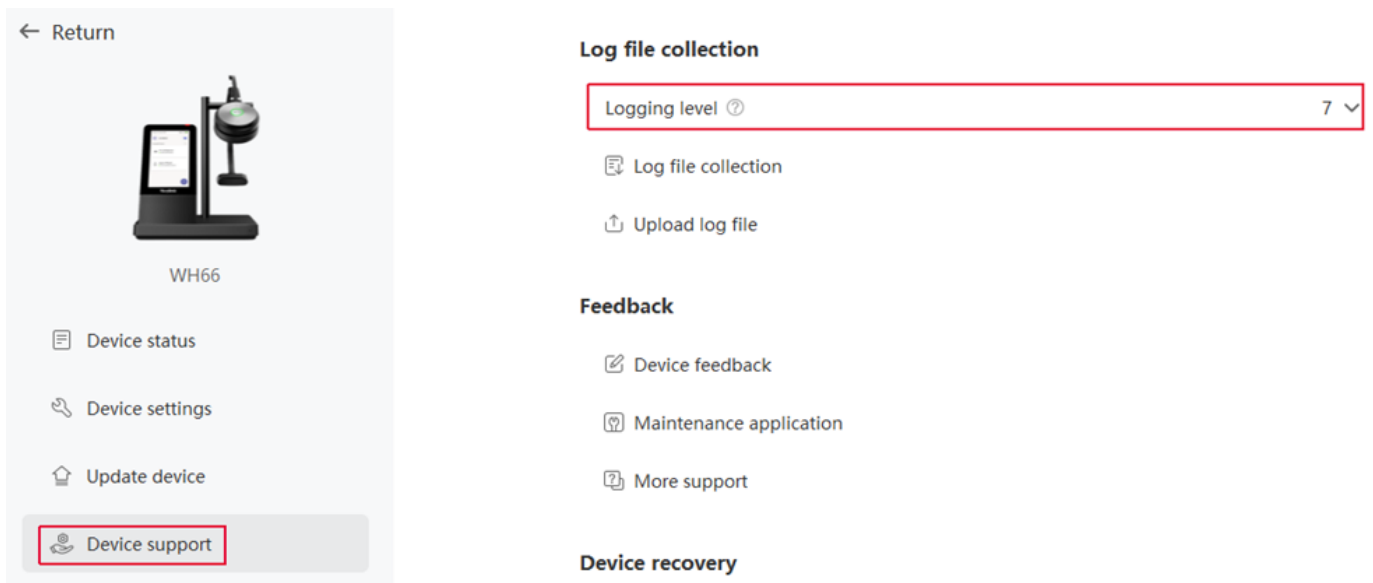 Return
WH66
Device status
Device settings
Update device
Device support
Log file collection
Logging level
7
Log file collection
Upload log file
Feedback
Device feedback
Maintenance application
More support
Device recovery